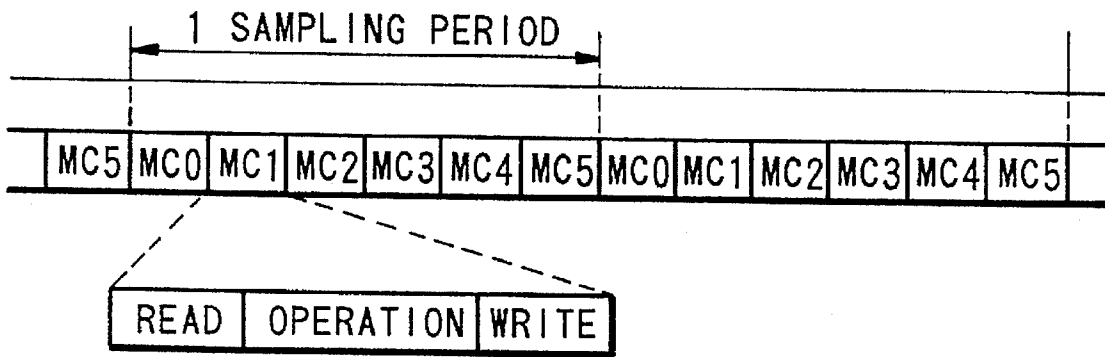 1 SAMPLING PERIOD
MC5 MC0 MC1 MC2 MC3 MC4 MC5 MC0 MC1 MC2 MC3 MC4 MC5
READ OPERATION WRITE